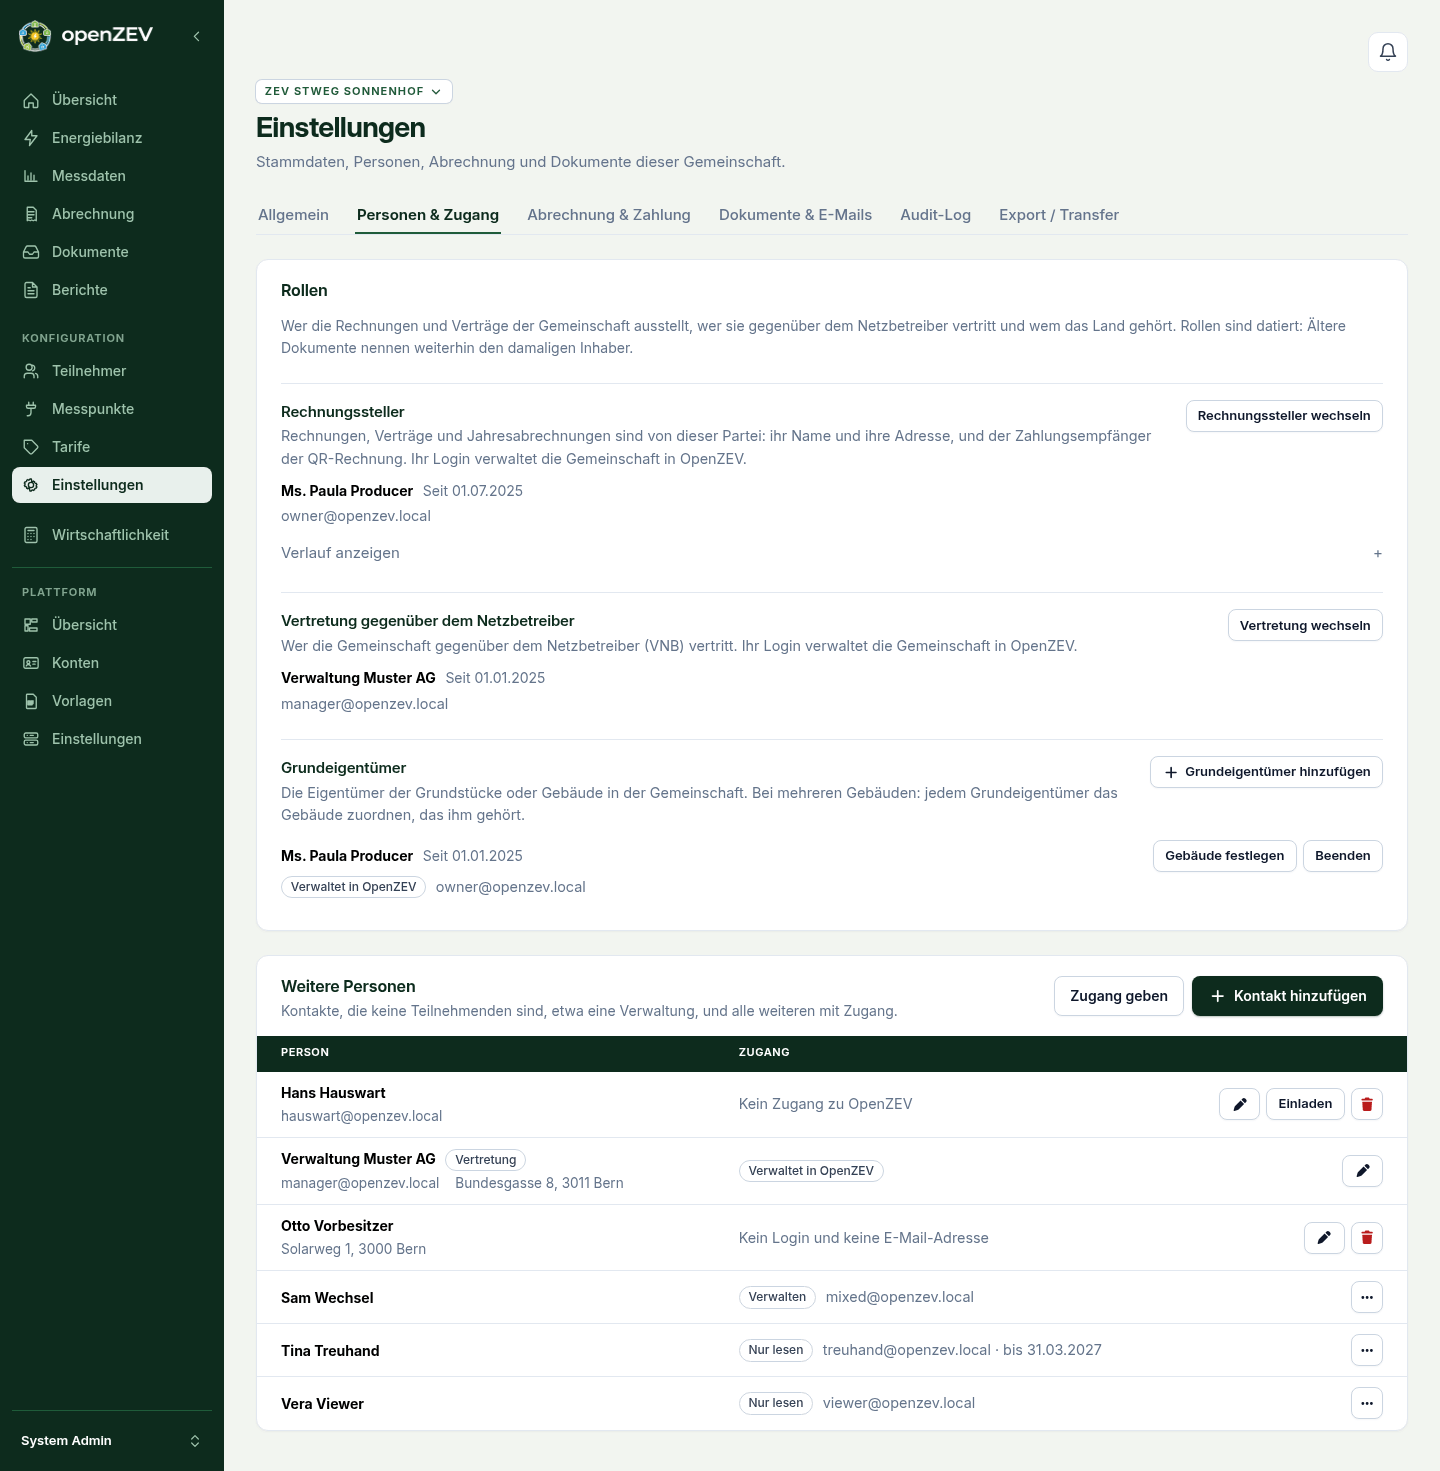 openZEV
Übersicht
Energiebilanz
Messdaten
Abrechnung
Dokumente
Berichte
KONFIGURATION
Teilnehmer
Messpunkte
Tarife
Einstellungen
Wirtschaftlichkeit
PLATTFORM
Übersicht
Konten
Vorlagen
Einstellungen
System Admin
ZEV STWEG SONNENHOF
Einstellungen
Stammdaten, Personen, Abrechnung und Dokumente dieser Gemeinschaft.
Allgemein Personen & Zugang Abrechnung & Zahlung Dokumente & E-Mails Audit-Log Export / Transfer
Rollen
Wer die Rechnungen und Verträge der Gemeinschaft ausstellt, wer sie gegenüber dem Netzbetreiber vertritt und wem das Land gehört. Rollen sind datiert: Ältere
Dokumente nennen weiterhin den damaligen Inhaber.
Rechnungssteller
Rechnungssteller wechseln
Rechnungen, Verträge und Jahresabrechnungen sind von dieser Partei: ihr Name und ihre Adresse, und der Zahlungsempfänger
der QR-Rechnung. Ihr Login verwaltet die Gemeinschaft in OpenZEV.
Ms. Paula Producer Seit 01.07.2025
owner@openzev.local
Verlauf anzeigen +
Vertretung gegenüber dem Netzbetreiber
Vertretung wechseln
Wer die Gemeinschaft gegenüber dem Netzbetreiber (VNB) vertritt. Ihr Login verwaltet die Gemeinschaft in OpenZEV.
Verwaltung Muster AG Seit 01.01.2025
manager@openzev.local
Grundeigentümer
+ Grundeigentümer hinzufügen
Die Eigentümer der Grundstücke oder Gebäude in der Gemeinschaft. Bei mehreren Gebäuden: jedem Grundeigentümer das
Gebäude zuordnen, das ihm gehört.
Ms. Paula Producer Seit 01.01.2025
Gebäude festlegen Beenden
Verwaltet in OpenZEV owner@openzev.local
Weitere Personen
Kontakte, die keine Teilnehmenden sind, etwa eine Verwaltung, und alle weiteren mit Zugang.
Zugang geben + Kontakt hinzufügen
PERSON ZUGANG
Hans Hauswart
hauswart@openzev.local
Kein Zugang zu OpenZEV
Einladen
Verwaltung Muster AG Vertretung
manager@openzev.local Bundesgasse 8, 3011 Bern
Verwaltet in OpenZEV
Otto Vorbesitzer
Solarweg 1, 3000 Bern
Kein Login und keine E-Mail-Adresse
Sam Wechsel Verwalten mixed@openzev.local
Tina Treuhand Nur lesen treuhand@openzev.local · bis 31.03.2027
Vera Viewer Nur lesen viewer@openzev.local